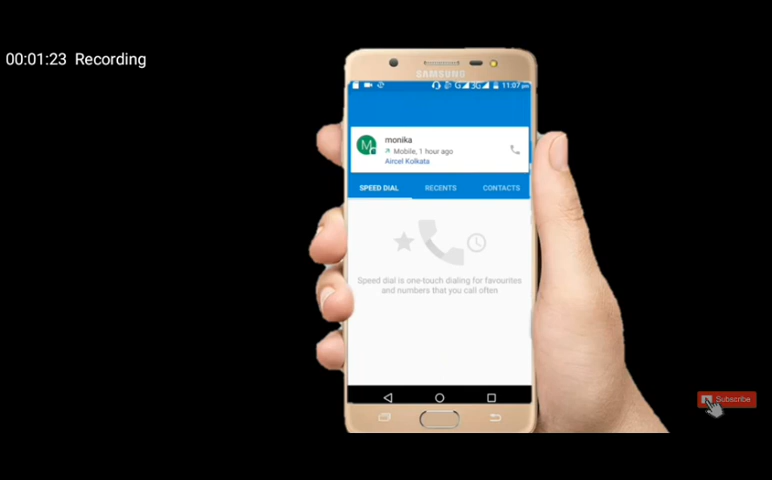 00:01:23 Recording
SAMSUNG
G 3G 11:07 pm
M monika
Mobile, 1 hour ago
Aircel Kolkata
SPEED DIAL RECENTS CONTACTS
Speed dial is one-touch dialing for favourites
and numbers that you call often
Subscribe